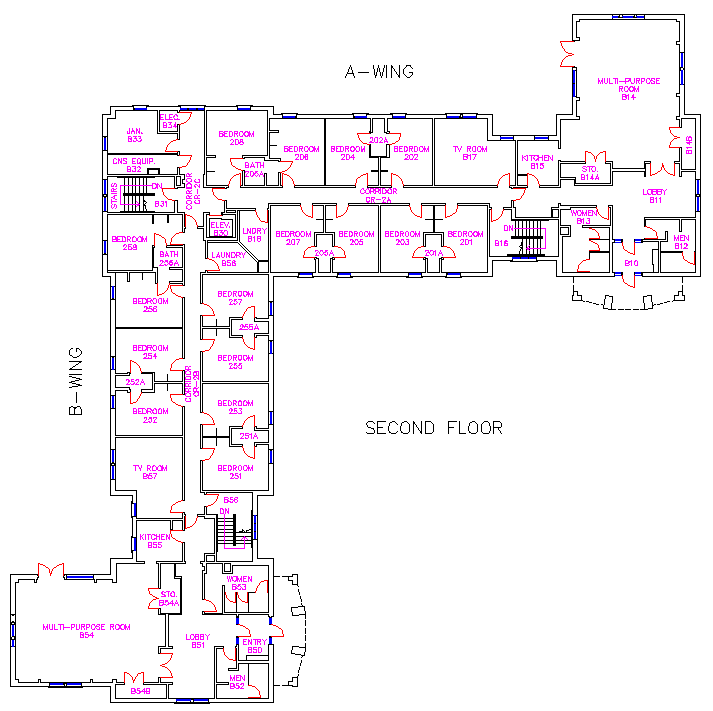 A-WING
MULTI-PURPOSE
ROOM
B14
ELEC.
B34
JAN.
B33
BEDROOM
208
BEDROOM
206
BEDROOM
204
202A
BEDROOM
202
TV ROOM
B17
KITCHEN
B15
B14B
CNS EQUIP.
B32
BATH
206A
STO.
B14A
STAIRS
DN
B31
CORRIDOR
CR-2C
CORRIDOR
CR-2A
LOBBY
B11
WOMEN
B13
ELEV.
B30
LNDRY
B18
BEDROOM
207
BEDROOM
205
BEDROOM
203
BEDROOM
201
DN
B16
BEDROOM
258
BATH
256A
LAUNDRY
B58
205A
201A
B10
MEN
B12
BEDROOM
256
BEDROOM
257
255A
BEDROOM
254
BEDROOM
255
B-WING
252A
CORRIDOR
CR-2B
BEDROOM
252
BEDROOM
253
SECOND FLOOR
251A
TV ROOM
B57
BEDROOM
251
B56
DN
KITCHEN
B55
WOMEN
B53
STO.
B54A
MULTI-PURPOSE ROOM
B54
LOBBY
B51
ENTRY
B50
MEN
B52
B54B